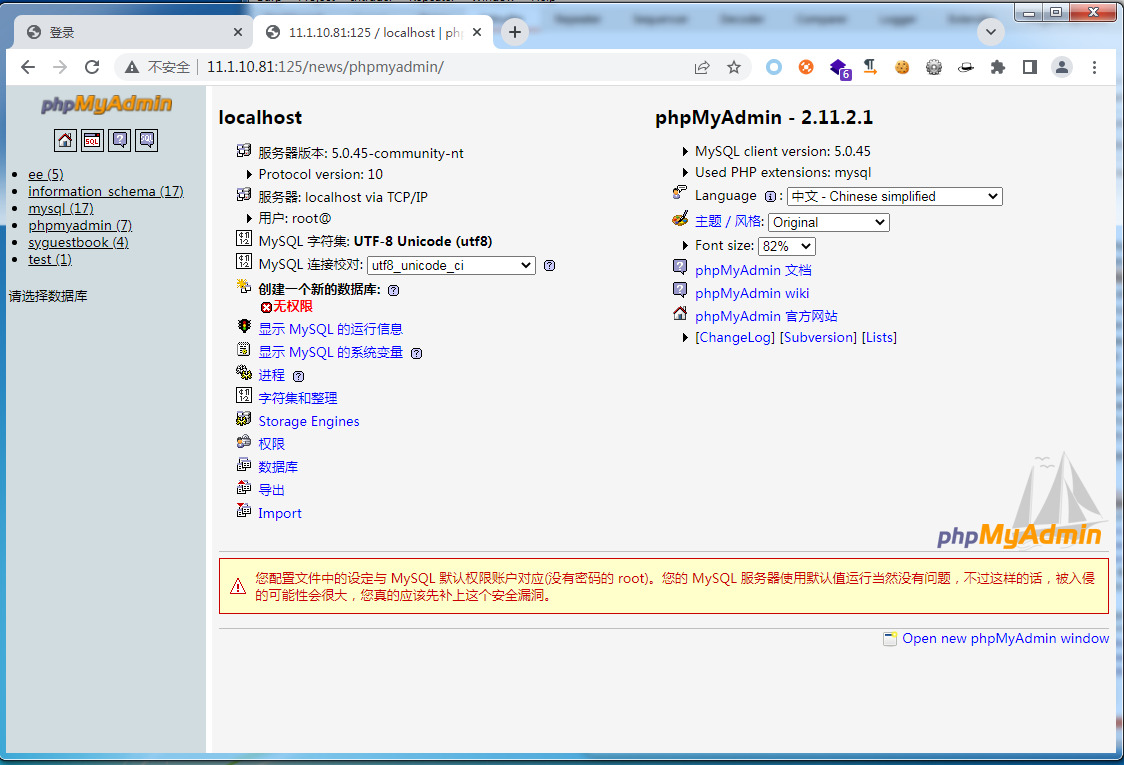 登录
11.1.10.81:125 / localhost | php
不安全
11.1.10.81:125/news/phpmyadmin/
6
phpMyAdmin
SQL
SQL
ee (5)
information_schema (17)
mysql (17)
phpmyadmin (7)
syguestbook (4)
test (1)
请选择数据库
localhost
服务器版本: 5.0.45-community-nt
Protocol version: 10
服务器: localhost via TCP/IP
用户: root@
MySQL 字符集: UTF-8 Unicode (utf8)
MySQL 连接校对: utf8_unicode_ci
创建一个新的数据库:
无权限
显示 MySQL 的运行信息
显示 MySQL 的系统变量
进程
字符集和整理
Storage Engines
权限
数据库
导出
Import
phpMyAdmin - 2.11.2.1
MySQL client version: 5.0.45
Used PHP extensions: mysql
Language : 中文 - Chinese simplified
主题 / 风格: Original
Font size: 82%
phpMyAdmin 文档
phpMyAdmin wiki
phpMyAdmin 官方网站
[ChangeLog] [Subversion] [Lists]
phpMyAdmin
您配置文件中的设定与 MySQL 默认权限账户对应(没有密码的 root)。您的 MySQL 服务器使用默认值运行当然没有问题，不过这样的话，被入侵
的可能性会很大，您真的应该先补上这个安全漏洞。
Open new phpMyAdmin window